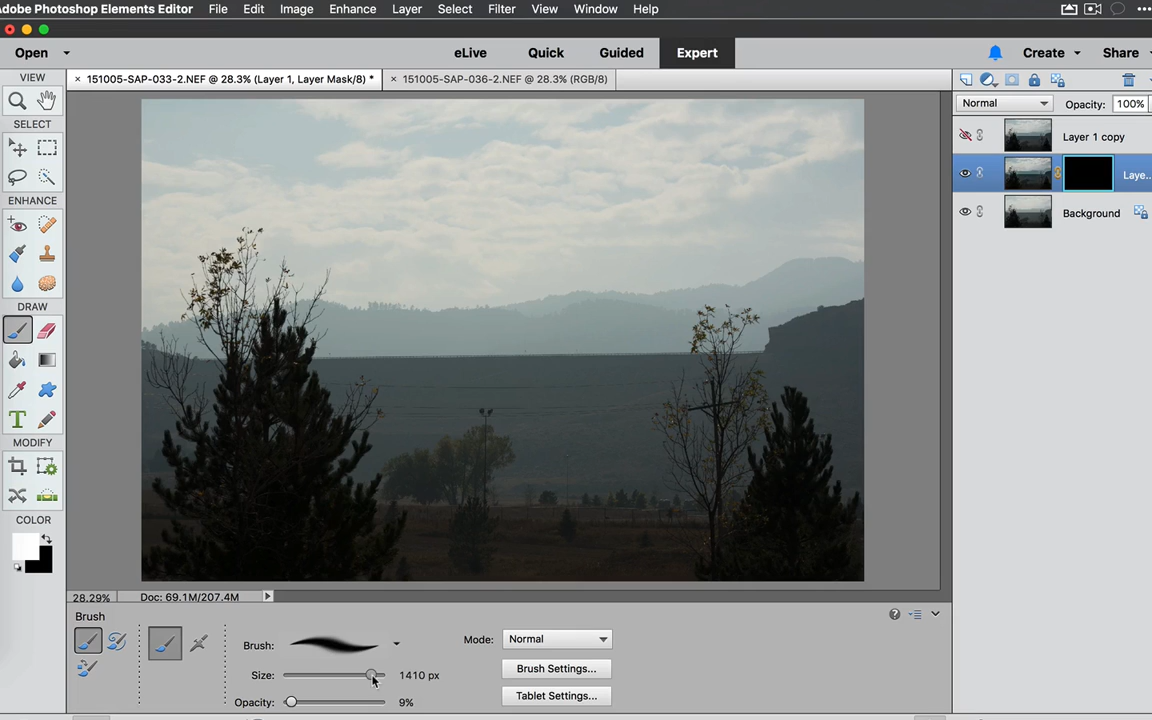 dobe Photoshop Elements Editor File Edit Image Enhance Layer Select Filter View Window Help
Open eLive Quick Guided Expert Create Share
VIEW × 151005-SAP-033-2.NEF @ 28.3% (Layer 1, Layer Mask/8) * × 151005-SAP-036-2.NEF @ 28.3% (RGB/8)
Normal Opacity: 100%
SELECT
Layer 1 copy
Laye...
ENHANCE
Background
DRAW
T
MODIFY
COLOR
28.29% Doc: 69.1M/207.4M
Brush
Brush: Mode: Normal
Size: 1410 px Brush Settings...
Opacity: 9% Tablet Settings...